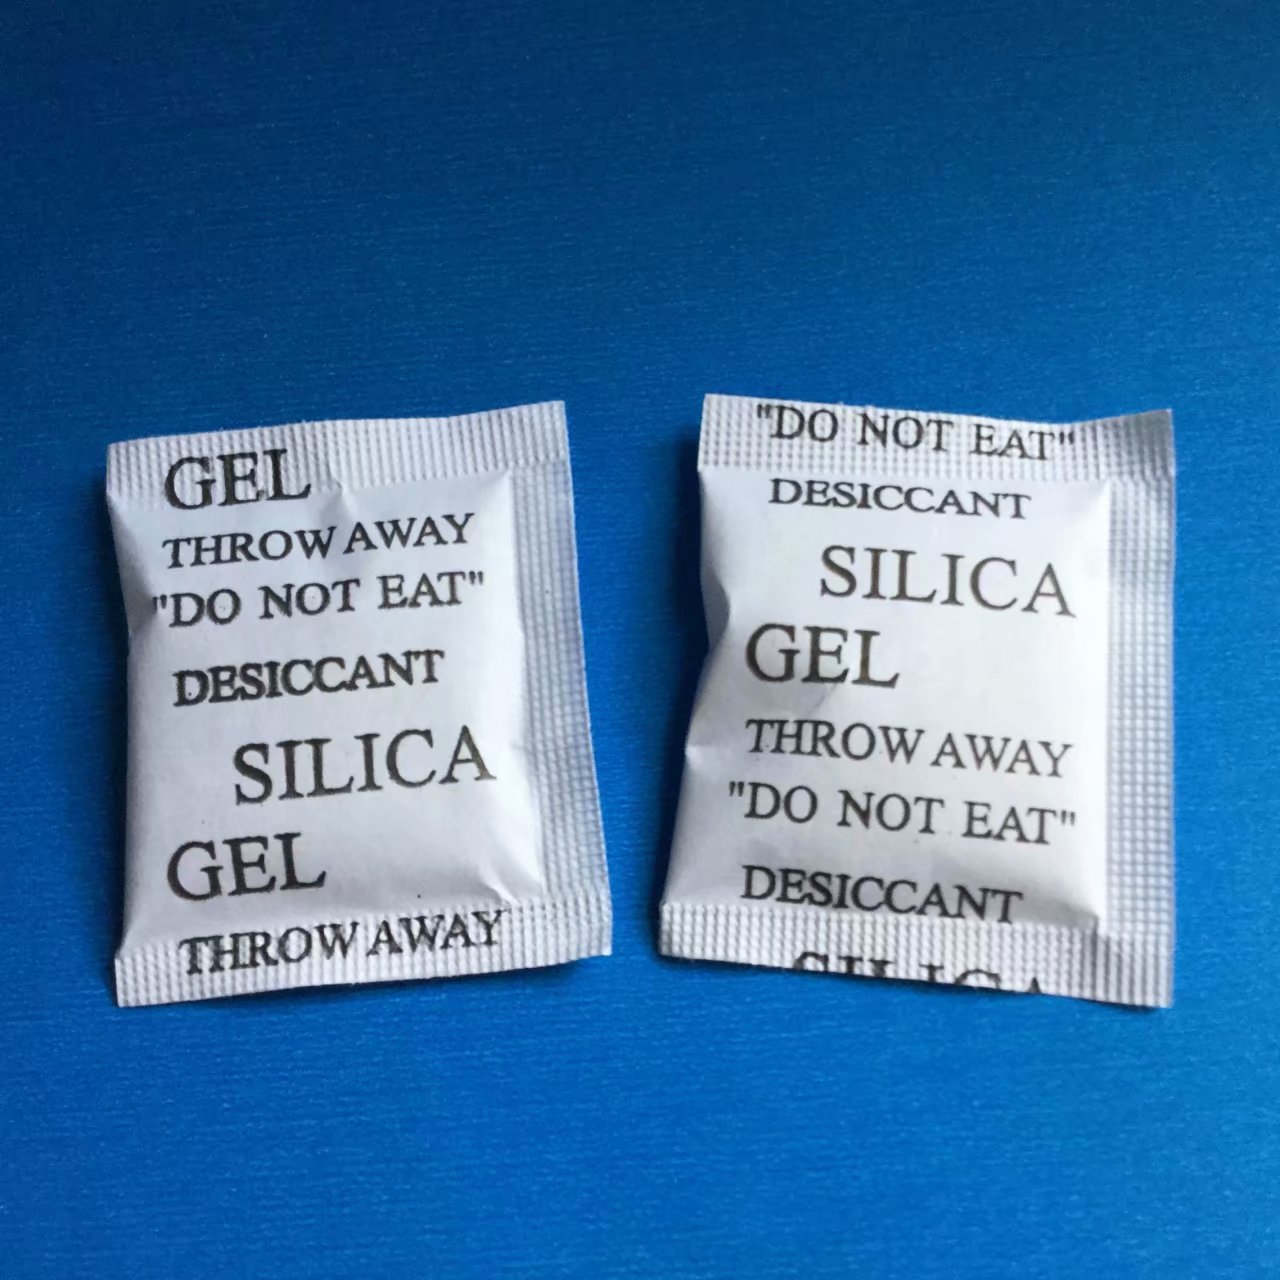 GEL
THROW AWAY
"DO NOT EAT"
DESICCANT
SILICA
GEL
THROW AWAY
"DO NOT EAT"
DESICCANT
SILICA
GEL
THROW AWAY
"DO NOT EAT"
DESICCANT
SILICA